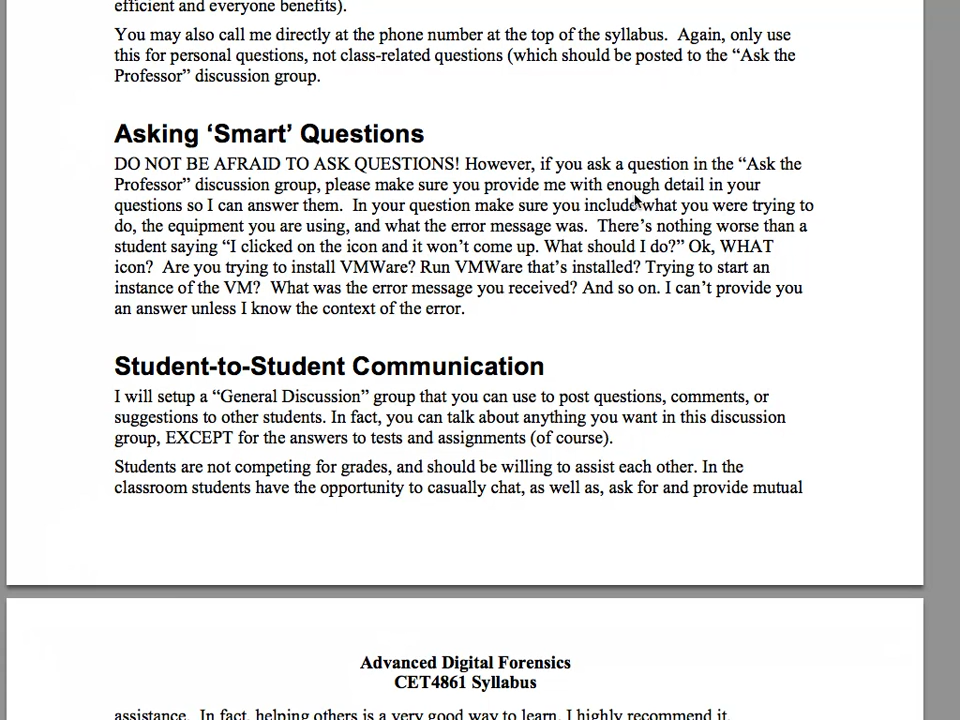 efficient and everyone benefits).
You may also call me directly at the phone number at the top of the syllabus.  Again, only use
this for personal questions, not class-related questions (which should be posted to the “Ask the
Professor” discussion group.
Asking ‘Smart’ Questions
DO NOT BE AFRAID TO ASK QUESTIONS! However, if you ask a question in the “Ask the
Professor” discussion group, please make sure you provide me with enough detail in your
questions so I can answer them.  In your question make sure you include what you were trying to
do, the equipment you are using, and what the error message was.  There’s nothing worse than a
student saying “I clicked on the icon and it won’t come up. What should I do?” Ok, WHAT
icon?  Are you trying to install VMWare? Run VMWare that’s installed? Trying to start an
instance of the VM?  What was the error message you received? And so on. I can’t provide you
an answer unless I know the context of the error.
Student-to-Student Communication
I will setup a “General Discussion” group that you can use to post questions, comments, or
suggestions to other students. In fact, you can talk about anything you want in this discussion
group, EXCEPT for the answers to tests and assignments (of course).
Students are not competing for grades, and should be willing to assist each other. In the
classroom students have the opportunity to casually chat, as well as, ask for and provide mutual
Advanced Digital Forensics
CET4861 Syllabus
assistance.  In fact, helping others is a very good way to learn. I highly recommend it.